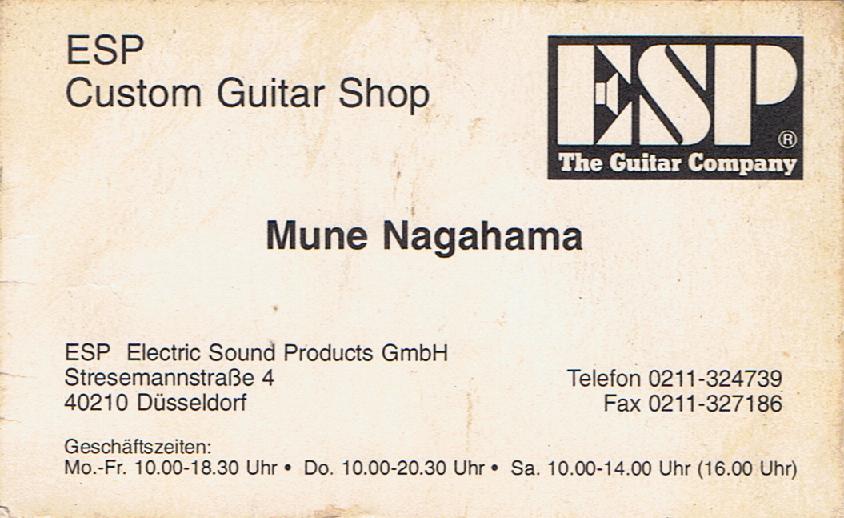 ESP
Custom Guitar Shop
ESP®
The Guitar Company
Mune Nagahama
ESP Electric Sound Products GmbH
Stresemannstraße 4
40210 Düsseldorf
Telefon 0211-324739
Fax 0211-327186
Geschäftszeiten:
Mo.-Fr. 10.00-18.30 Uhr • Do. 10.00-20.30 Uhr • Sa. 10.00-14.00 Uhr (16.00 Uhr)